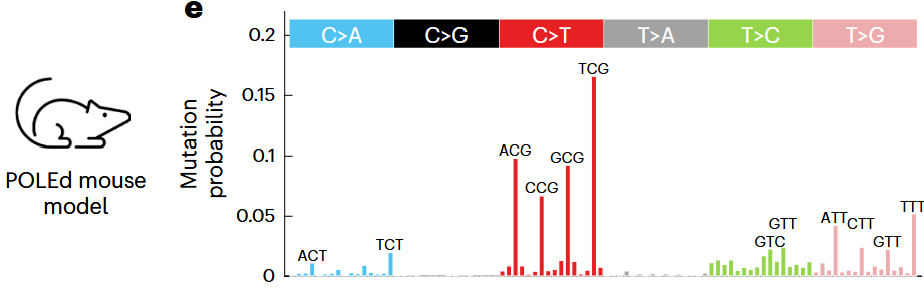 e
C>A C>G C>T T>A T>C T>G
0.2
0.15
0.1
0.05
0
Mutation
probability
POLEd mouse
model
ACT
TCT
ACG
CCG
GCG
TCG
GTC
GTT
ATT
CTT
GTT
TTT